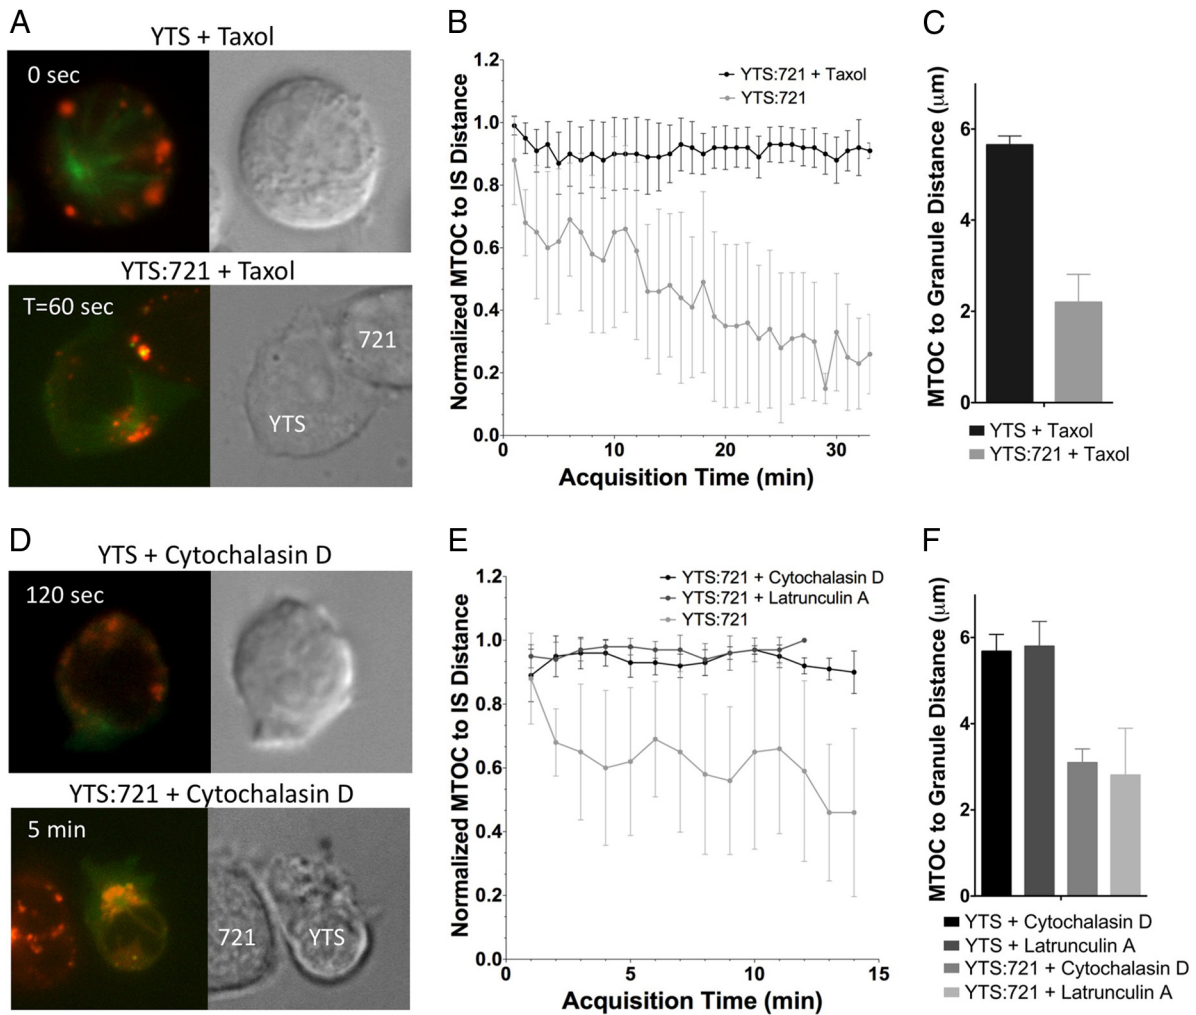 A
YTS + Taxol
0 sec
YTS:721 + Taxol
T=60 sec
721
YTS
B
1.2
1.0
0.8
0.6
0.4
0.2
0.0
Normalized MTOC to IS Distance
YTS:721 + Taxol
YTS:721
0
10
20
30
Acquisition Time (min)
C
MTOC to Granule Distance (μm)
6
4
2
0
YTS + Taxol
YTS:721 + Taxol
D
YTS + Cytochalasin D
120 sec
YTS:721 + Cytochalasin D
5 min
721
YTS
E
1.2
1.0
0.8
0.6
0.4
0.2
0.0
Normalized MTOC to IS Distance
YTS:721 + Cytochalasin D
YTS:721 + Latrunculin A
YTS:721
0
5
10
15
Acquisition Time (min)
F
MTOC to Granule Distance (μm)
6
4
2
0
YTS + Cytochalasin D
YTS + Latrunculin A
YTS:721 + Cytochalasin D
YTS:721 + Latrunculin A